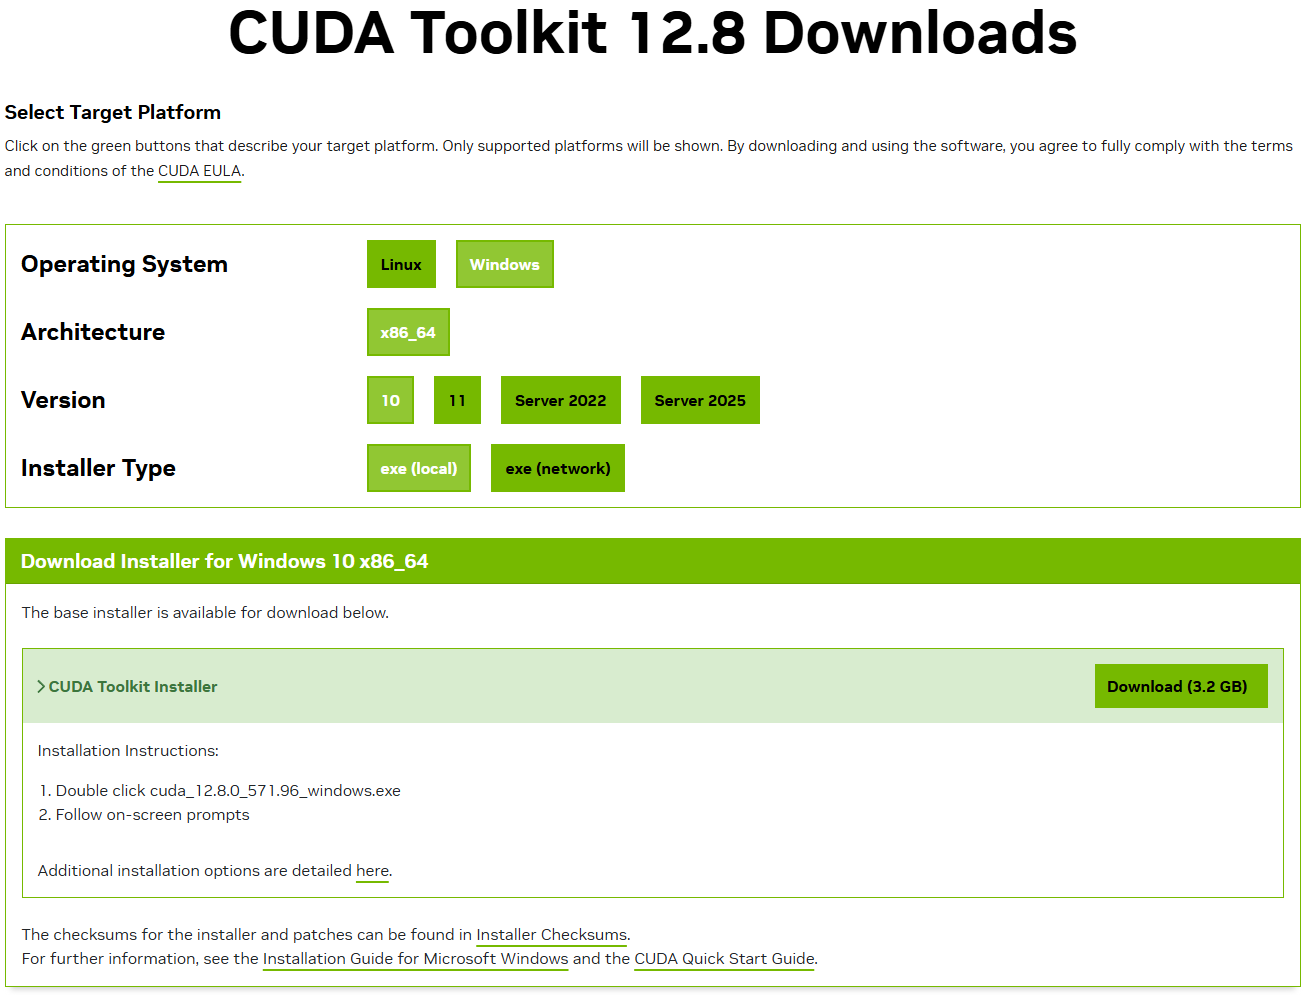 CUDA Toolkit 12.8 Downloads
Select Target Platform
Click on the green buttons that describe your target platform. Only supported platforms will be shown. By downloading and using the software, you agree to fully comply with the terms
and conditions of the CUDA EULA.
Operating System Linux Windows
Architecture x86_64
Version 10 11 Server 2022 Server 2025
Installer Type exe (local) exe (network)
Download Installer for Windows 10 x86_64
The base installer is available for download below.
CUDA Toolkit Installer Download (3.2 GB)
Installation Instructions:
1. Double click cuda_12.8.0_571.96_windows.exe
2. Follow on-screen prompts
Additional installation options are detailed here.
The checksums for the installer and patches can be found in Installer Checksums.
For further information, see the Installation Guide for Microsoft Windows and the CUDA Quick Start Guide.